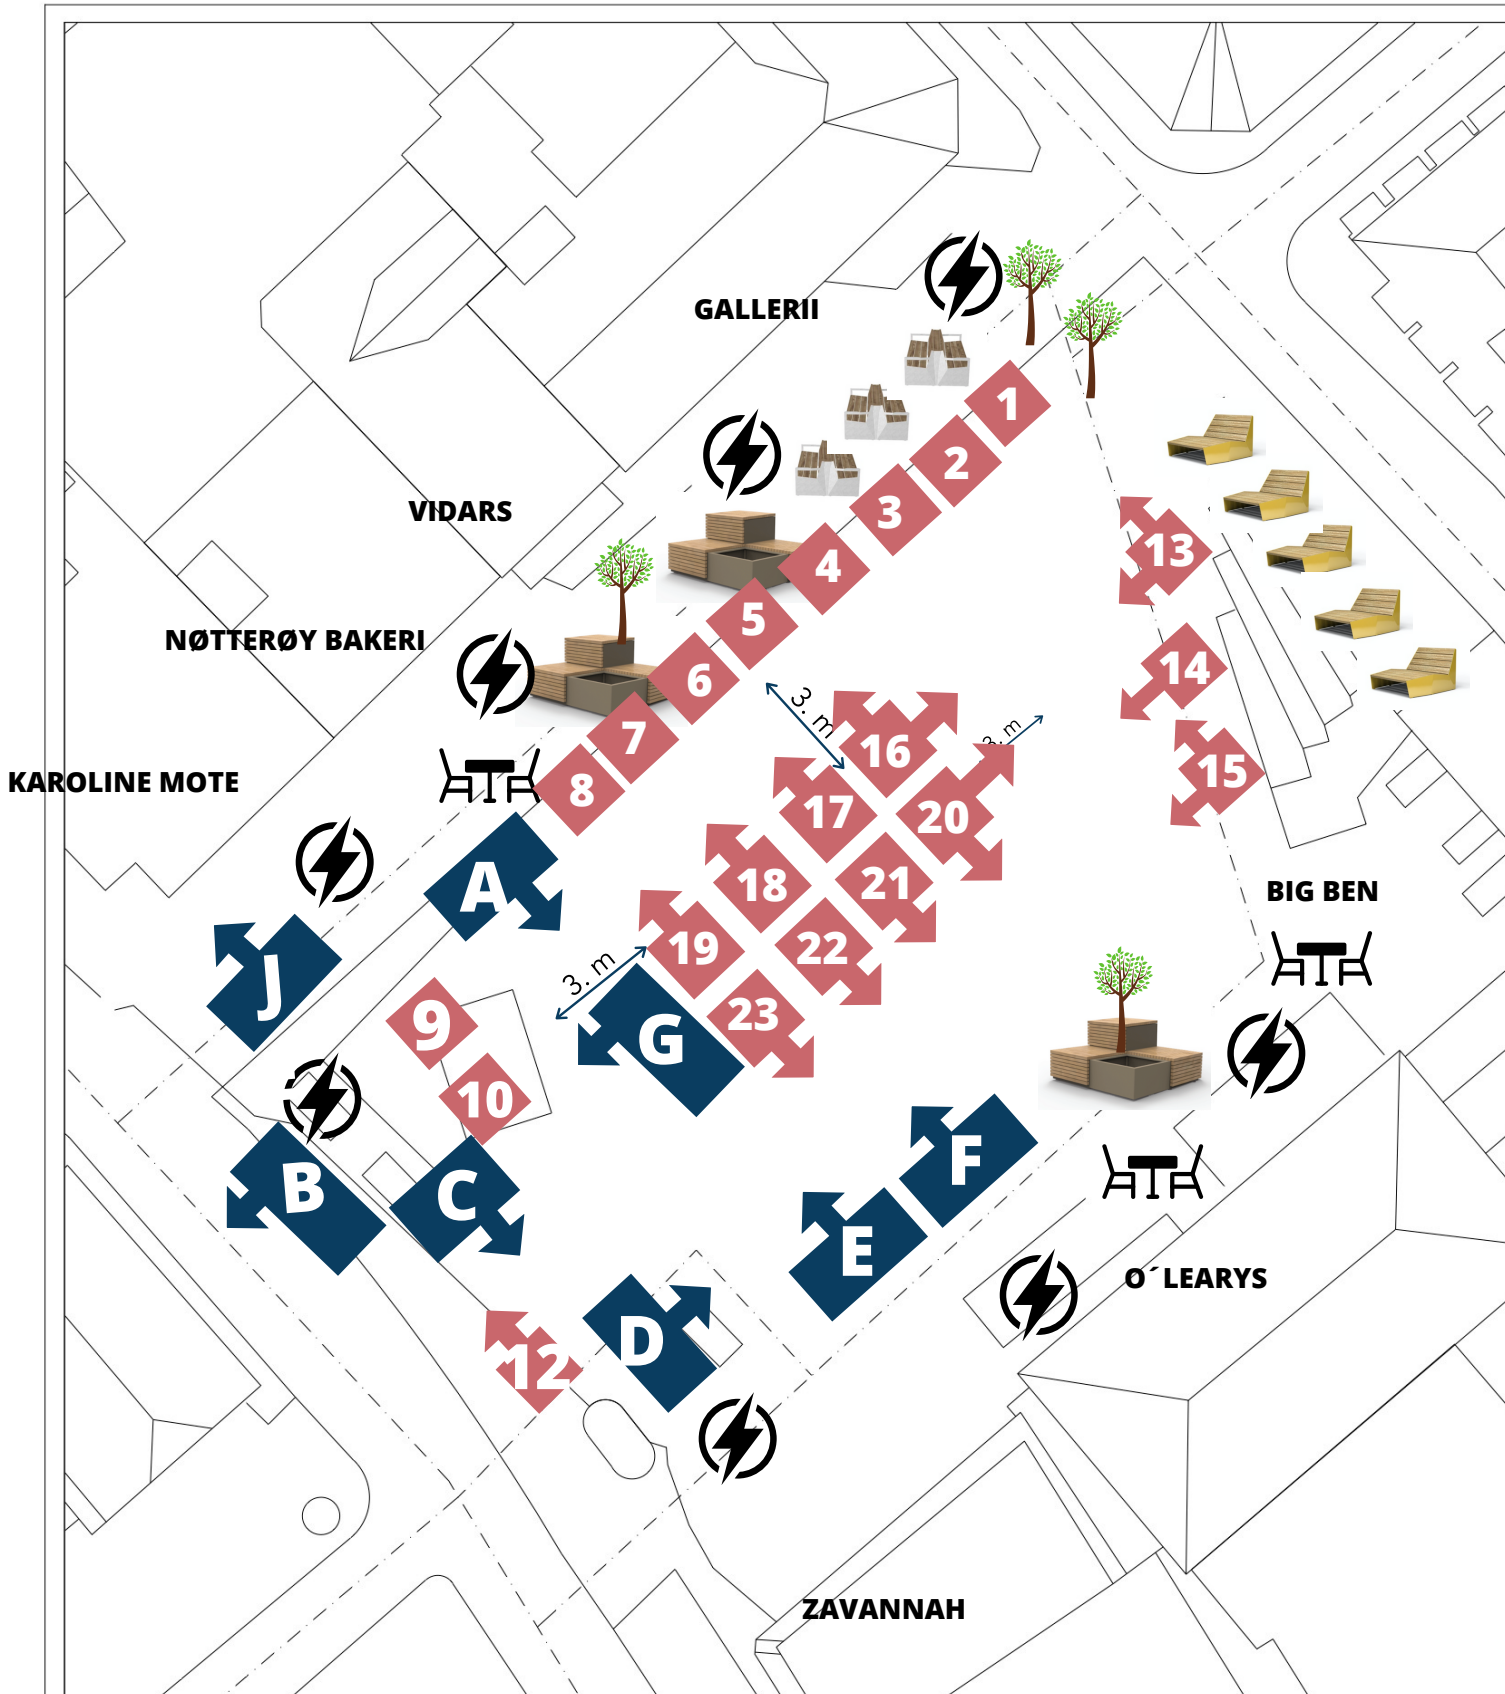 GALLERII
1
2
VIDARS
3
13
4
5
NØTTERØY BAKERI
14
6
3. m
7
3. m
16
15
KAROLINE MOTE
8
17
20
A
18
21
BIG BEN
19
22
3. m
J
9
G
23
10
F
B
C
E
O´LEARYS
D
12
ZAVANNAH